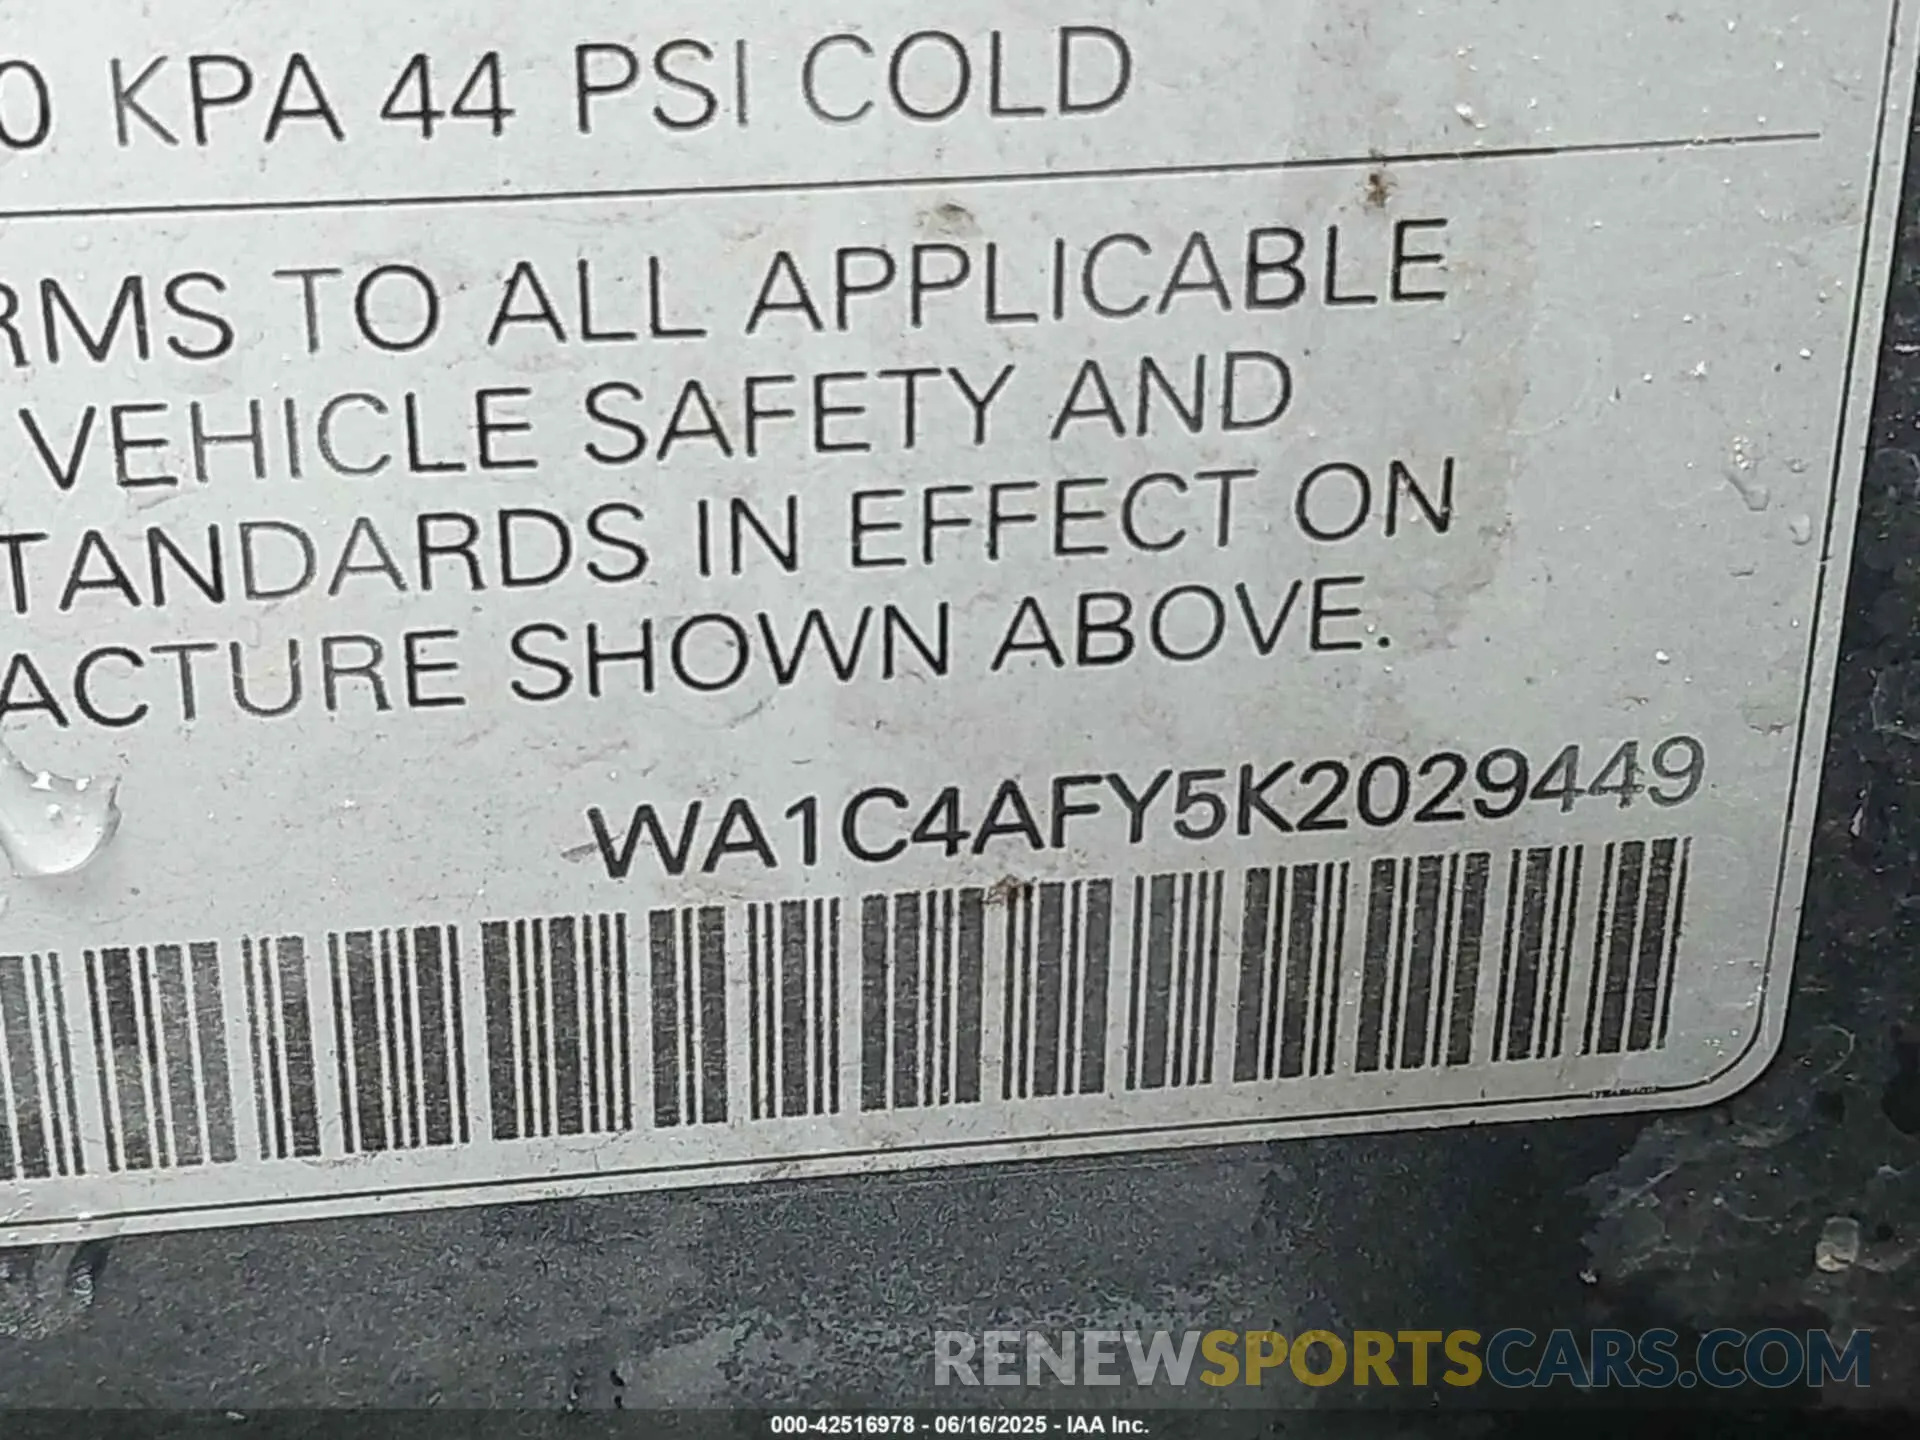 0 KPA 44 PSI COLD
RMS TO ALL APPLICABLE
VEHICLE SAFETY AND
TANDARDS IN EFFECT ON
ACTURE SHOWN ABOVE.
WA1C4AFY5K2029449
RENEWSPORTSCARS.COM
000-42516978 - 06/16/2025 - IAA Inc.